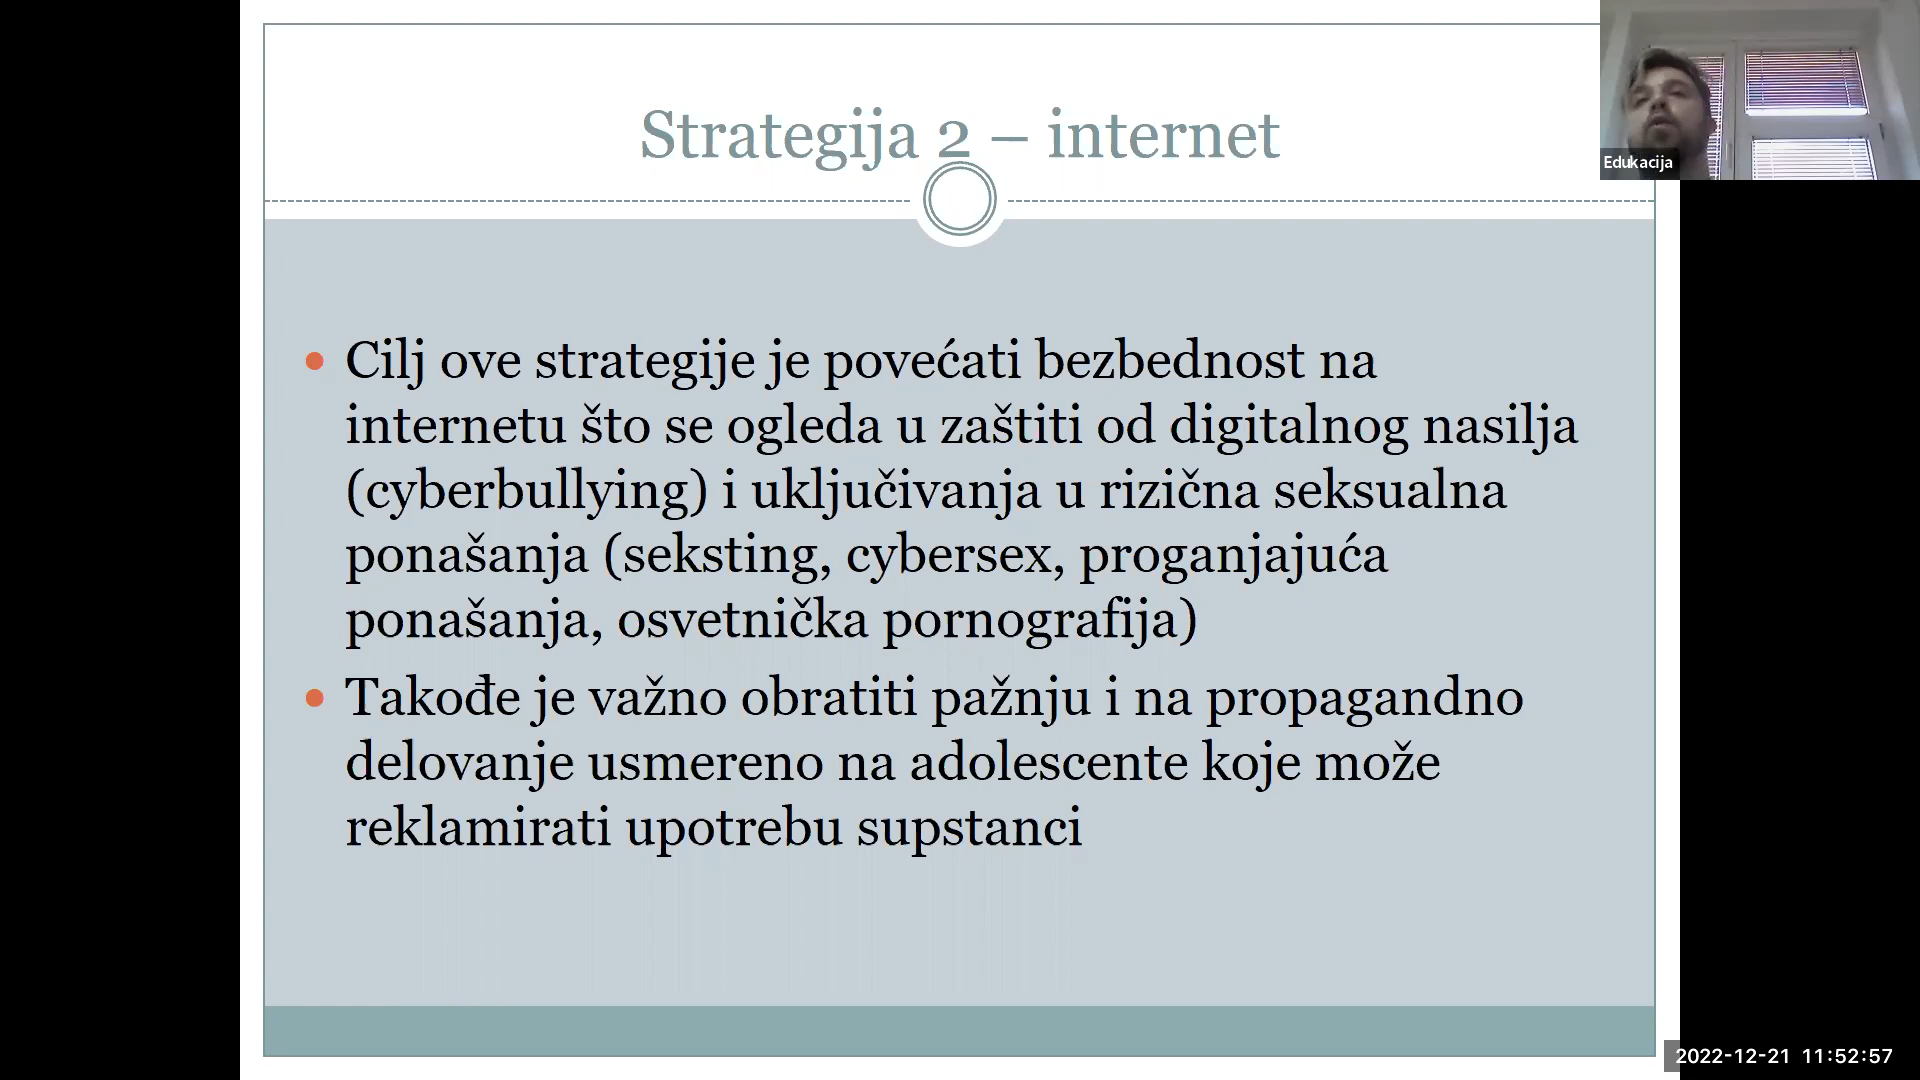 Strategija 2 – internet
Edukacija
Cilj ove strategije je povećati bezbednost na
internetu što se ogleda u zaštiti od digitalnog nasilja
(cyberbullying) i uključivanja u rizična seksualna
ponašanja (seksting, cybersex, proganjajuća
ponašanja, osvetnička pornografija)
Takođe je važno obratiti pažnju i na propagandno
delovanje usmereno na adolescente koje može
reklamirati upotrebu supstanci
2022-12-21 11:52:57